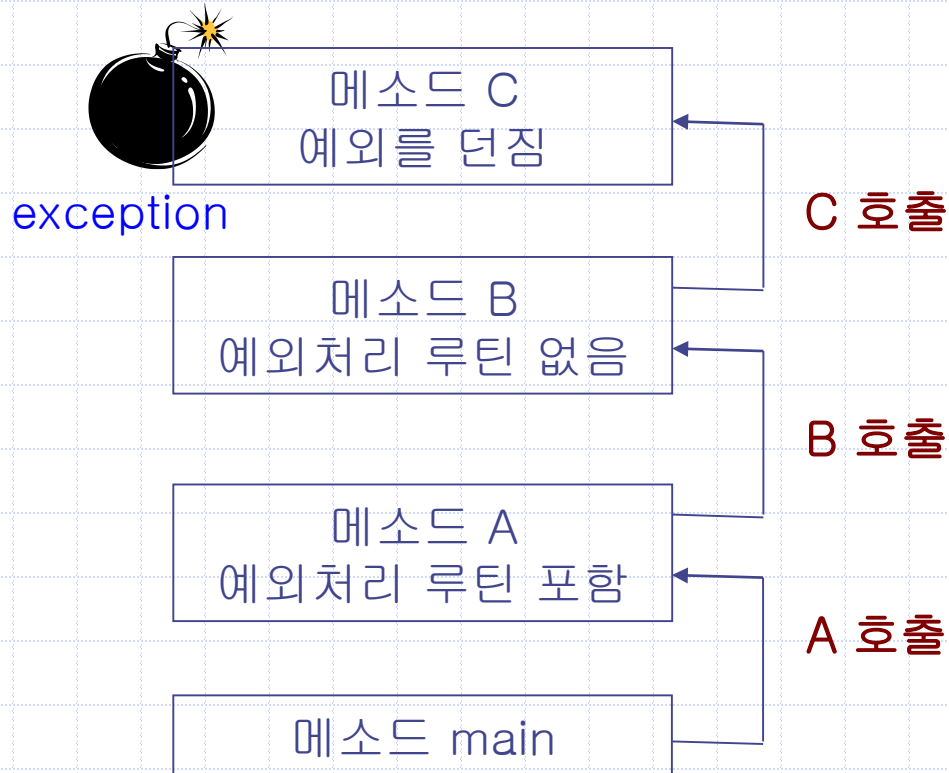 메소드 C
예외를 던짐
exception
C 호출
메소드 B
예외처리 루틴 없음
B 호출
메소드 A
예외처리 루틴 포함
A 호출
메소드 main